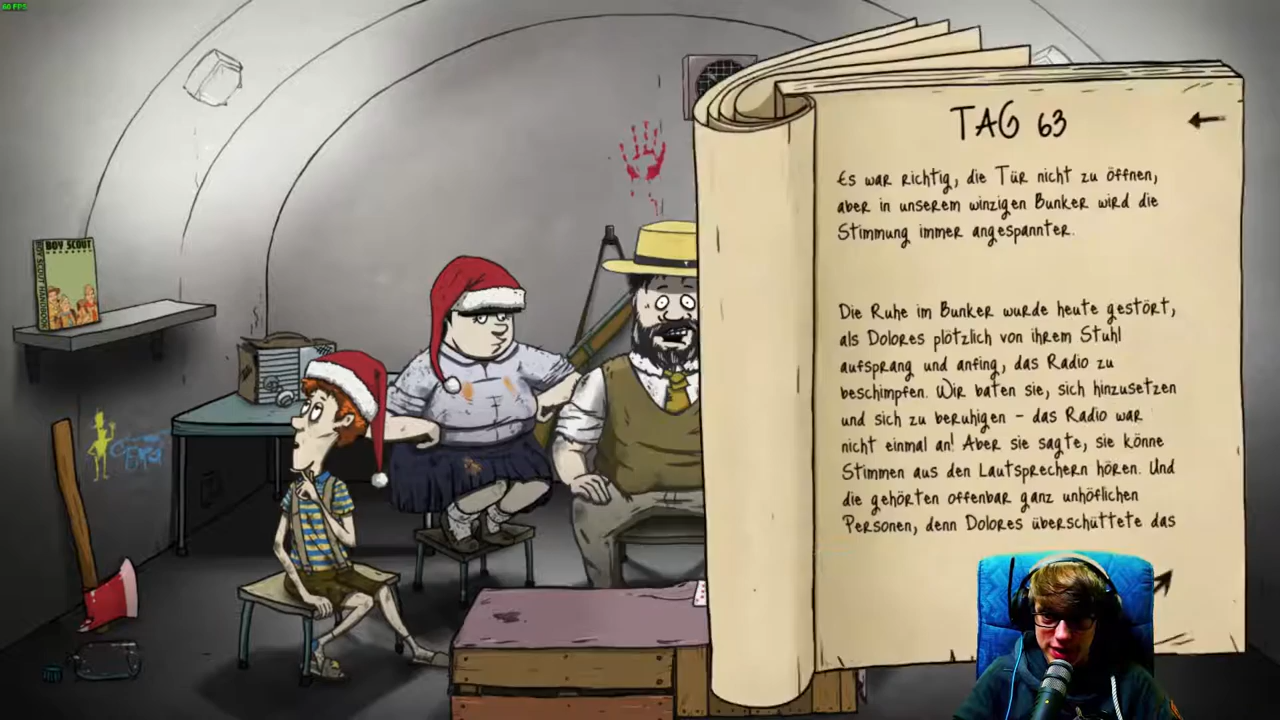 60 FPS
BOY SCOUT
BOY SCOUT HANDBOOK
TAG 63
Es war richtig, die Tür nicht zu öffnen,
aber in unserem winzigen Bunker wird die
Stimmung immer angespannter.
Die Ruhe im Bunker wurde heute gestört,
als Dolores plötzlich von ihrem Stuhl
aufsprang und anfing, das Radio zu
beschimpfen. Wir baten sie, sich hinzusetzen
und sich zu beruhigen - das Radio war
nicht einmal an! Aber sie sagte, sie könne
Stimmen aus den Lautsprechern hören. Und
die gehörten offenbar ganz unhöflichen
Personen, denn Dolores überschüttete das